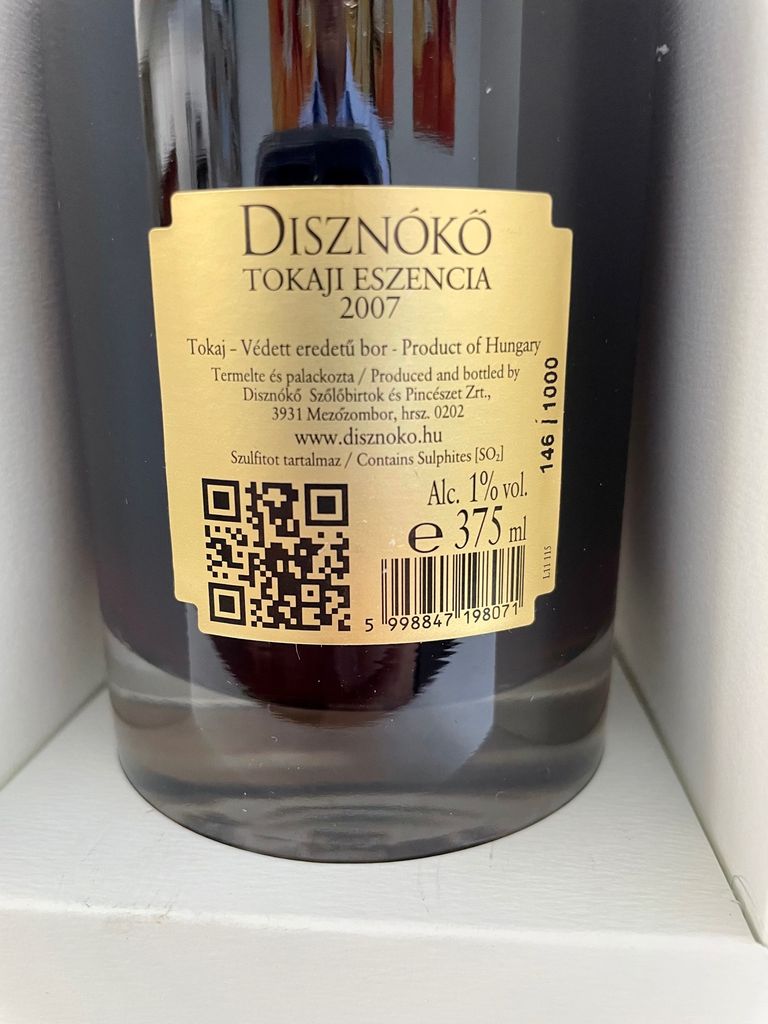 DISZNÓKŐ
TOKAJI ESZENCIA
2007
Tokaj - Védett eredetű bor - Product of Hungary
Termelte és palackozta / Produced and bottled by
Disznókő Szőlőbirtok és Pincészet Zrt.,
3931 Mezőzombor, hrsz. 0202
www.disznoko.hu
Szulfitot tartalmaz / Contains Sulphites [SO₂]
Alc. 1% vol.
℮ 375 ml
5 998847 198071
146 / 1000
L11 115